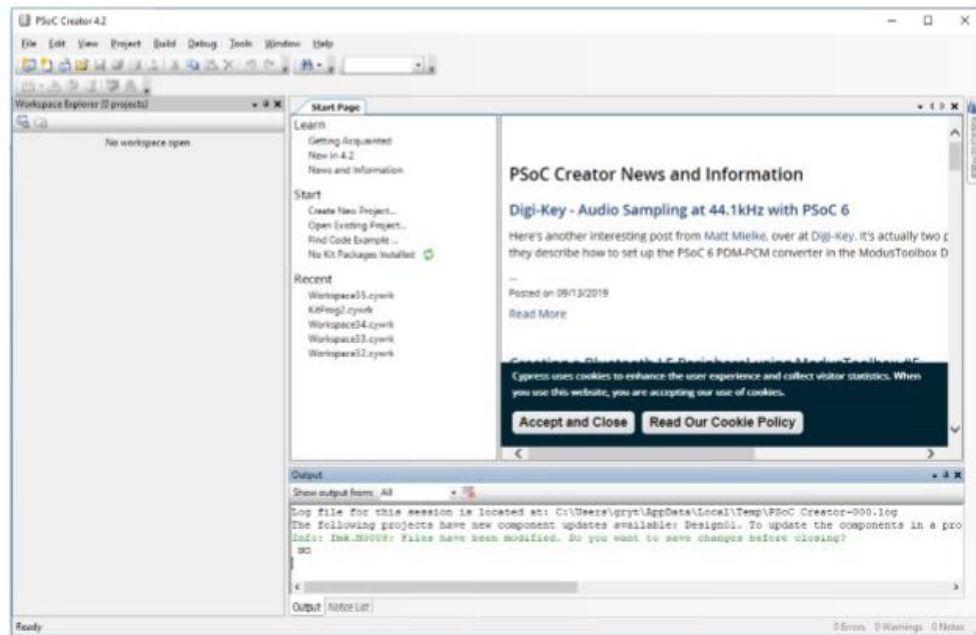 PSoC Creator 4.2
File Edit View Project Build Debug Tools Window Help
Workspace Explorer (0 projects)
No workspace open
Start Page
Learn
Getting Acquainted
New in 4.2
News and Information
Start
Create New Project...
Open Existing Project...
Find Code Example ...
No Kit Packages Installed
Recent
Workspace35.cywrk
KitProg2.cywrk
Workspace34.cywrk
Workspace33.cywrk
Workspace32.cywrk
PSoC Creator News and Information
Digi-Key - Audio Sampling at 44.1kHz with PSoC 6
Here's another interesting post from Matt Mielke, over at Digi-Key. It's actually two p
they describe how to set up the PSoC 6 PDM-PCM converter in the ModusToolbox D
...
Posted on 09/13/2019
Read More
Creating a Bluetooth LE Peripheral using ModusToolbox #5
Cypress uses cookies to enhance the user experience and collect visitor statistics. When
you use this website, you are accepting our use of cookies.
Accept and Close Read Our Cookie Policy
Output
Show output from: All
Log file for this session is located at: C:\Users\gryt\AppData\Local\Temp\PSoC Creator-000.log
The following projects have new component updates available: Design01. To update the components in a pro
Info: fmk.M0008: Files have been modified. Do you want to save changes before closing?
NO
Output Notice List
Ready
0 Errors 0 Warnings 0 Notes